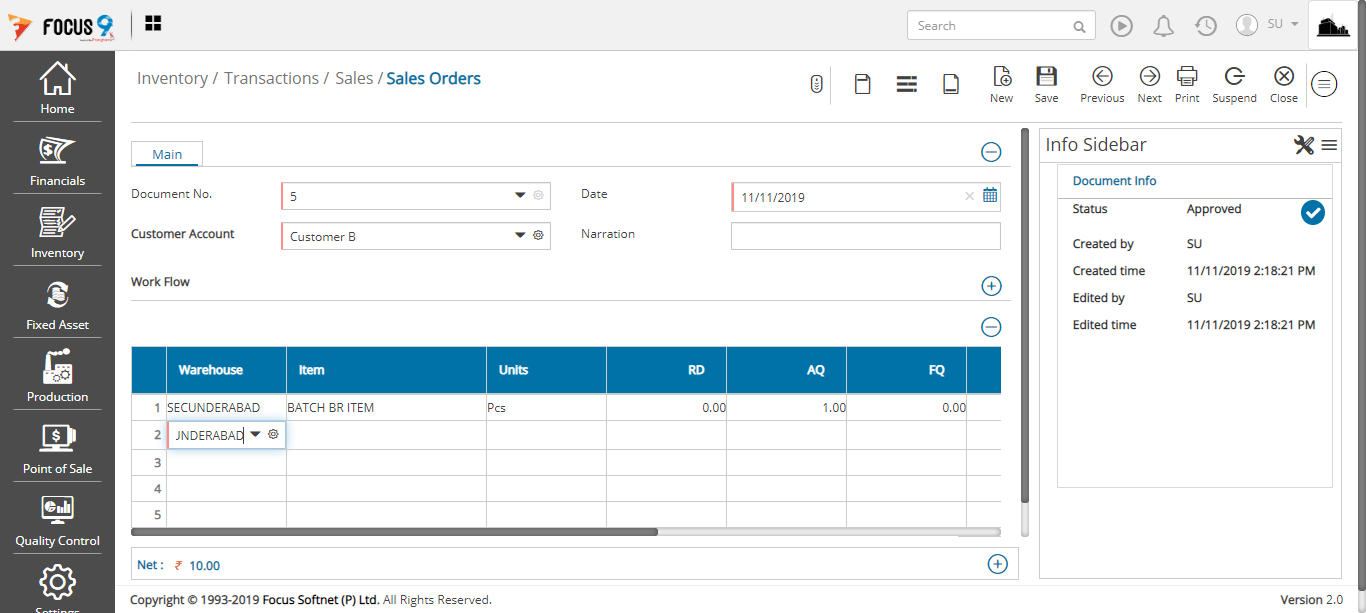 FOCUS 9
Search
SU
Home
Financials
Inventory
Fixed Asset
Production
Point of Sale
Quality Control
Settings
Inventory / Transactions / Sales / Sales Orders
New Save Previous Next Print Suspend Close
Main
Document No. 5 Date 11/11/2019
Customer Account Customer B Narration
Work Flow
Warehouse Item Units RD AQ FQ
1 SECUNDERABAD BATCH BR ITEM Pcs 0.00 1.00 0.00
2 UNDERABAD
3
4
5
Net : ₹ 10.00
Info Sidebar
Document Info
Status Approved
Created by SU
Created time 11/11/2019 2:18:21 PM
Edited by SU
Edited time 11/11/2019 2:18:21 PM
Copyright © 1993-2019 Focus Softnet (P) Ltd. All Rights Reserved. Version 2.0